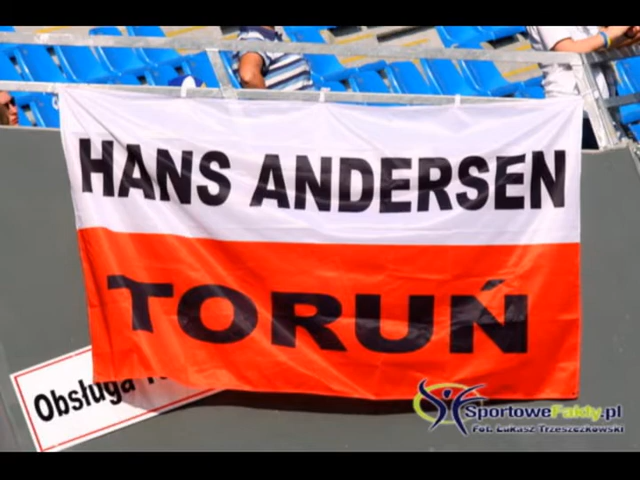 HANS ANDERSEN
TORUŃ
Obsługa
SportoweFakty.pl
Fot. Łukasz Trzeszczkowski